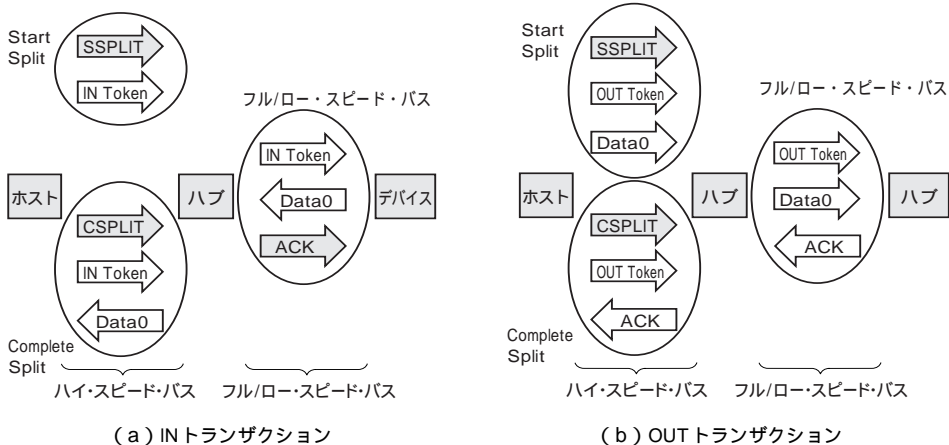 Start
Split
SSPLIT
IN Token
フル/ロー・スピード・バス
IN Token
Data0
ACK
ホスト
ハブ
デバイス
CSPLIT
IN Token
Data0
Complete
Split
ハイ・スピード・バス
フル/ロー・スピード・バス
(a)INトランザクション
Start
Split
SSPLIT
OUT Token
Data0
フル/ロー・スピード・バス
OUT Token
Data0
ACK
ホスト
ハブ
ハブ
CSPLIT
OUT Token
ACK
Complete
Split
ハイ・スピード・バス
フル/ロー・スピード・バス
(b)OUTトランザクション